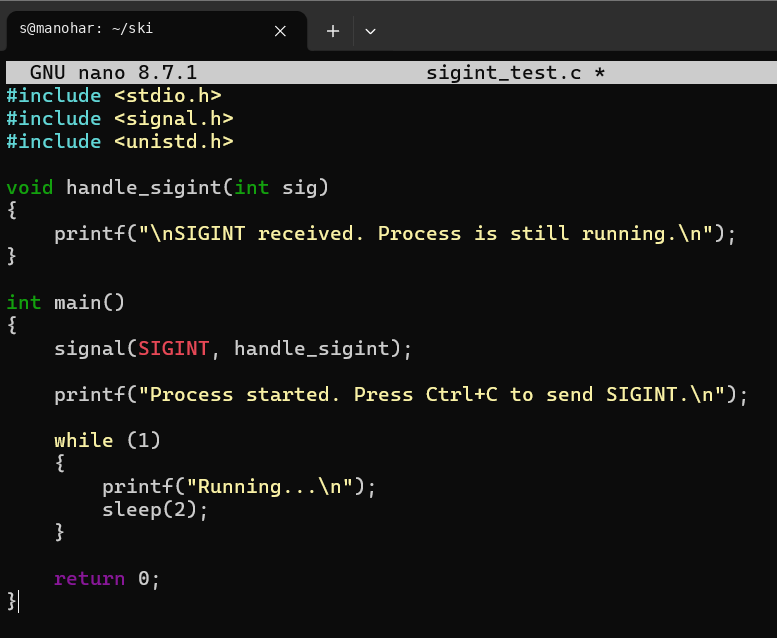 s@manohar: ~/ski
GNU nano 8.7.1 sigint_test.c *
#include <stdio.h>
#include <signal.h>
#include <unistd.h>

void handle_sigint(int sig)
{
    printf("\nSIGINT received. Process is still running.\n");
}

int main()
{
    signal(SIGINT, handle_sigint);

    printf("Process started. Press Ctrl+C to send SIGINT.\n");

    while (1)
    {
        printf("Running...\n");
        sleep(2);
    }

    return 0;
}